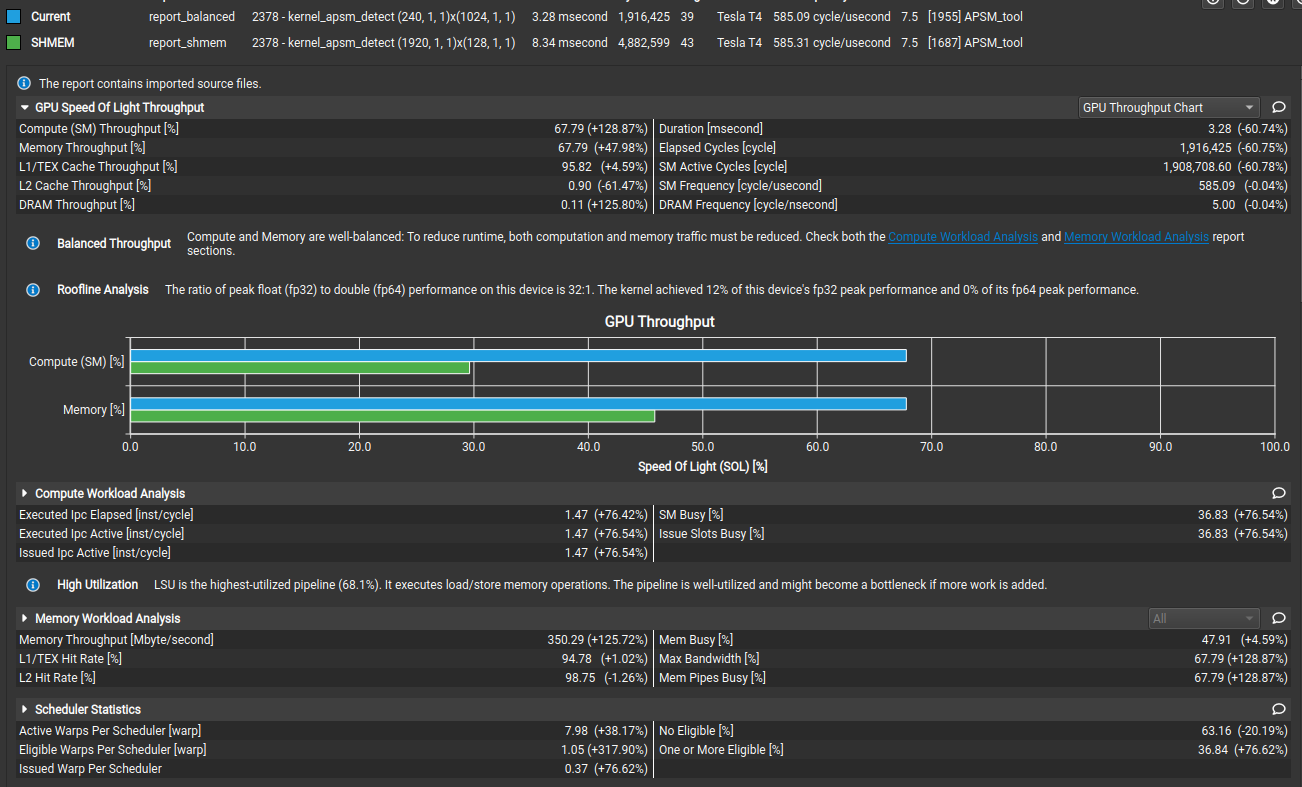 Current report_balanced 2378 - kernel_apsm_detect (240, 1, 1)x(1024, 1, 1) 3.28 msecond 1,916,425 39 Tesla T4 585.09 cycle/usecond 7.5 [1955] APSM_tool
SHMEM report_shmem 2378 - kernel_apsm_detect (1920, 1, 1)x(128, 1, 1) 8.34 msecond 4,882,599 43 Tesla T4 585.31 cycle/usecond 7.5 [1687] APSM_tool
The report contains imported source files.
GPU Speed Of Light Throughput GPU Throughput Chart
Compute (SM) Throughput [%] 67.79 (+128.87%) Duration [msecond] 3.28 (-60.74%)
Memory Throughput [%] 67.79 (+47.98%) Elapsed Cycles [cycle] 1,916,425 (-60.75%)
L1/TEX Cache Throughput [%] 95.82 (+4.59%) SM Active Cycles [cycle] 1,908,708.60 (-60.78%)
L2 Cache Throughput [%] 0.90 (-61.47%) SM Frequency [cycle/usecond] 585.09 (-0.04%)
DRAM Throughput [%] 0.11 (+125.80%) DRAM Frequency [cycle/nsecond] 5.00 (-0.04%)
Balanced Throughput Compute and Memory are well-balanced: To reduce runtime, both computation and memory traffic must be reduced. Check both the Compute Workload Analysis and Memory Workload Analysis report
sections.
Roofline Analysis The ratio of peak float (fp32) to double (fp64) performance on this device is 32:1. The kernel achieved 12% of this device's fp32 peak performance and 0% of its fp64 peak performance.
GPU Throughput
Compute (SM) [%]
Memory [%]
0.0 10.0 20.0 30.0 40.0 50.0 60.0 70.0 80.0 90.0 100.0
Speed Of Light (SOL) [%]
Compute Workload Analysis
Executed Ipc Elapsed [inst/cycle] 1.47 (+76.42%) SM Busy [%] 36.83 (+76.54%)
Executed Ipc Active [inst/cycle] 1.47 (+76.54%) Issue Slots Busy [%] 36.83 (+76.54%)
Issued Ipc Active [inst/cycle] 1.47 (+76.54%)
High Utilization LSU is the highest-utilized pipeline (68.1%). It executes load/store memory operations. The pipeline is well-utilized and might become a bottleneck if more work is added.
Memory Workload Analysis All
Memory Throughput [Mbyte/second] 350.29 (+125.72%) Mem Busy [%] 47.91 (+4.59%)
L1/TEX Hit Rate [%] 94.78 (+1.02%) Max Bandwidth [%] 67.79 (+128.87%)
L2 Hit Rate [%] 98.75 (-1.26%) Mem Pipes Busy [%] 67.79 (+128.87%)
Scheduler Statistics
Active Warps Per Scheduler [warp] 7.98 (+38.17%) No Eligible [%] 63.16 (-20.19%)
Eligible Warps Per Scheduler [warp] 1.05 (+317.90%) One or More Eligible [%] 36.84 (+76.62%)
Issued Warp Per Scheduler 0.37 (+76.62%)